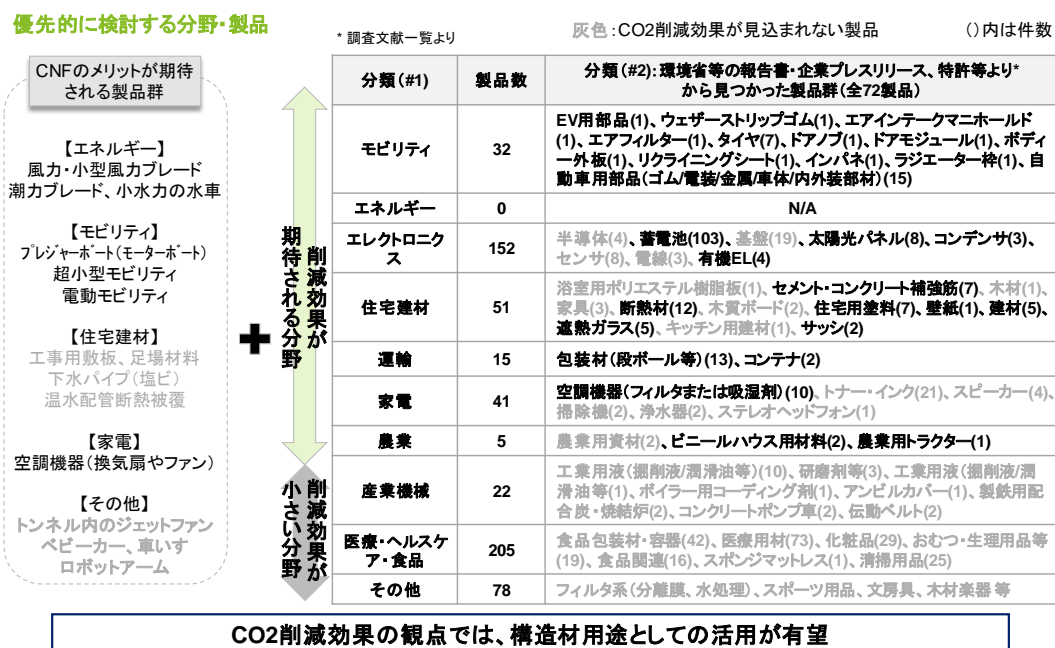 優先的に検討する分野・製品
* 調査文献一覧より
灰色:CO2削減効果が見込まれない製品
()内は件数
CNFのメリットが期待
される製品群
【エネルギー】
風力・小型風力ブレード
潮力ブレード、小水力の水車
【モビリティ】
プレジャーボート(モーターボート)
超小型モビリティ
電動モビリティ
【住宅建材】
工事用敷板、足場材料
下水パイプ(塩ビ)
温水配管断熱被覆
【家電】
空調機器(換気扇やファン)
【その他】
トンネル内のジェットファン
ベビーカー、車いす
ロボットアーム
+
削減効果が
期待される分野
削減効果が
小さい分野
分類(#1)
製品数
分類(#2):環境省等の報告書・企業プレスリリース、特許等より*
から見つかった製品群(全72製品)
モビリティ
32
EV用部品(1)、ウェザーストリップゴム(1)、エアインテークマニホールド
(1)、エアフィルター(1)、タイヤ(7)、ドアノブ(1)、ドアモジュール(1)、ボディ
ー外板(1)、リクライニングシート(1)、インパネ(1)、ラジエーター枠(1)、自
動車用部品(ゴム/電装/金属/車体/内外装部材)(15)
エネルギー
0
N/A
エレクトロニク
ス
152
半導体(4)、蓄電池(103)、基盤(19)、太陽光パネル(8)、コンデンサ(3)、
センサ(8)、電線(3)、有機EL(4)
住宅建材
51
浴室用ポリエステル樹脂板(1)、セメント・コンクリート補強筋(7)、木材(1)、
家具(3)、断熱材(12)、木質ボード(2)、住宅用塗料(7)、壁紙(1)、建材(5)、
遮熱ガラス(5)、キッチン用建材(1)、サッシ(2)
運輸
15
包装材(段ボール等)(13)、コンテナ(2)
家電
41
空調機器(フィルタまたは吸湿剤)(10)、トナー・インク(21)、スピーカー(4)、
掃除機(2)、浄水器(2)、ステレオヘッドフォン(1)
農業
5
農業用資材(2)、ビニールハウス用材料(2)、農業用トラクター(1)
産業機械
22
工業用液(掘削液/潤滑油等)(10)、研磨剤等(3)、工業用液(掘削液/潤
滑油等(1)、ボイラー用コーティング剤(1)、アンビルカバー(1)、製鉄用配
合炭・焼結炉(2)、コンクリートポンプ車(2)、伝動ベルト(2)
医療・ヘルスケ
ア・食品
205
食品包装材・容器(42)、医療用材(73)、化粧品(29)、おむつ・生理用品等
(19)、食品関連(16)、スポンジマットレス(1)、清掃用品(25)
その他
78
フィルタ系(分離膜、水処理)、スポーツ用品、文房具、木材楽器 等
CO2削減効果の観点では、構造材用途としての活用が有望